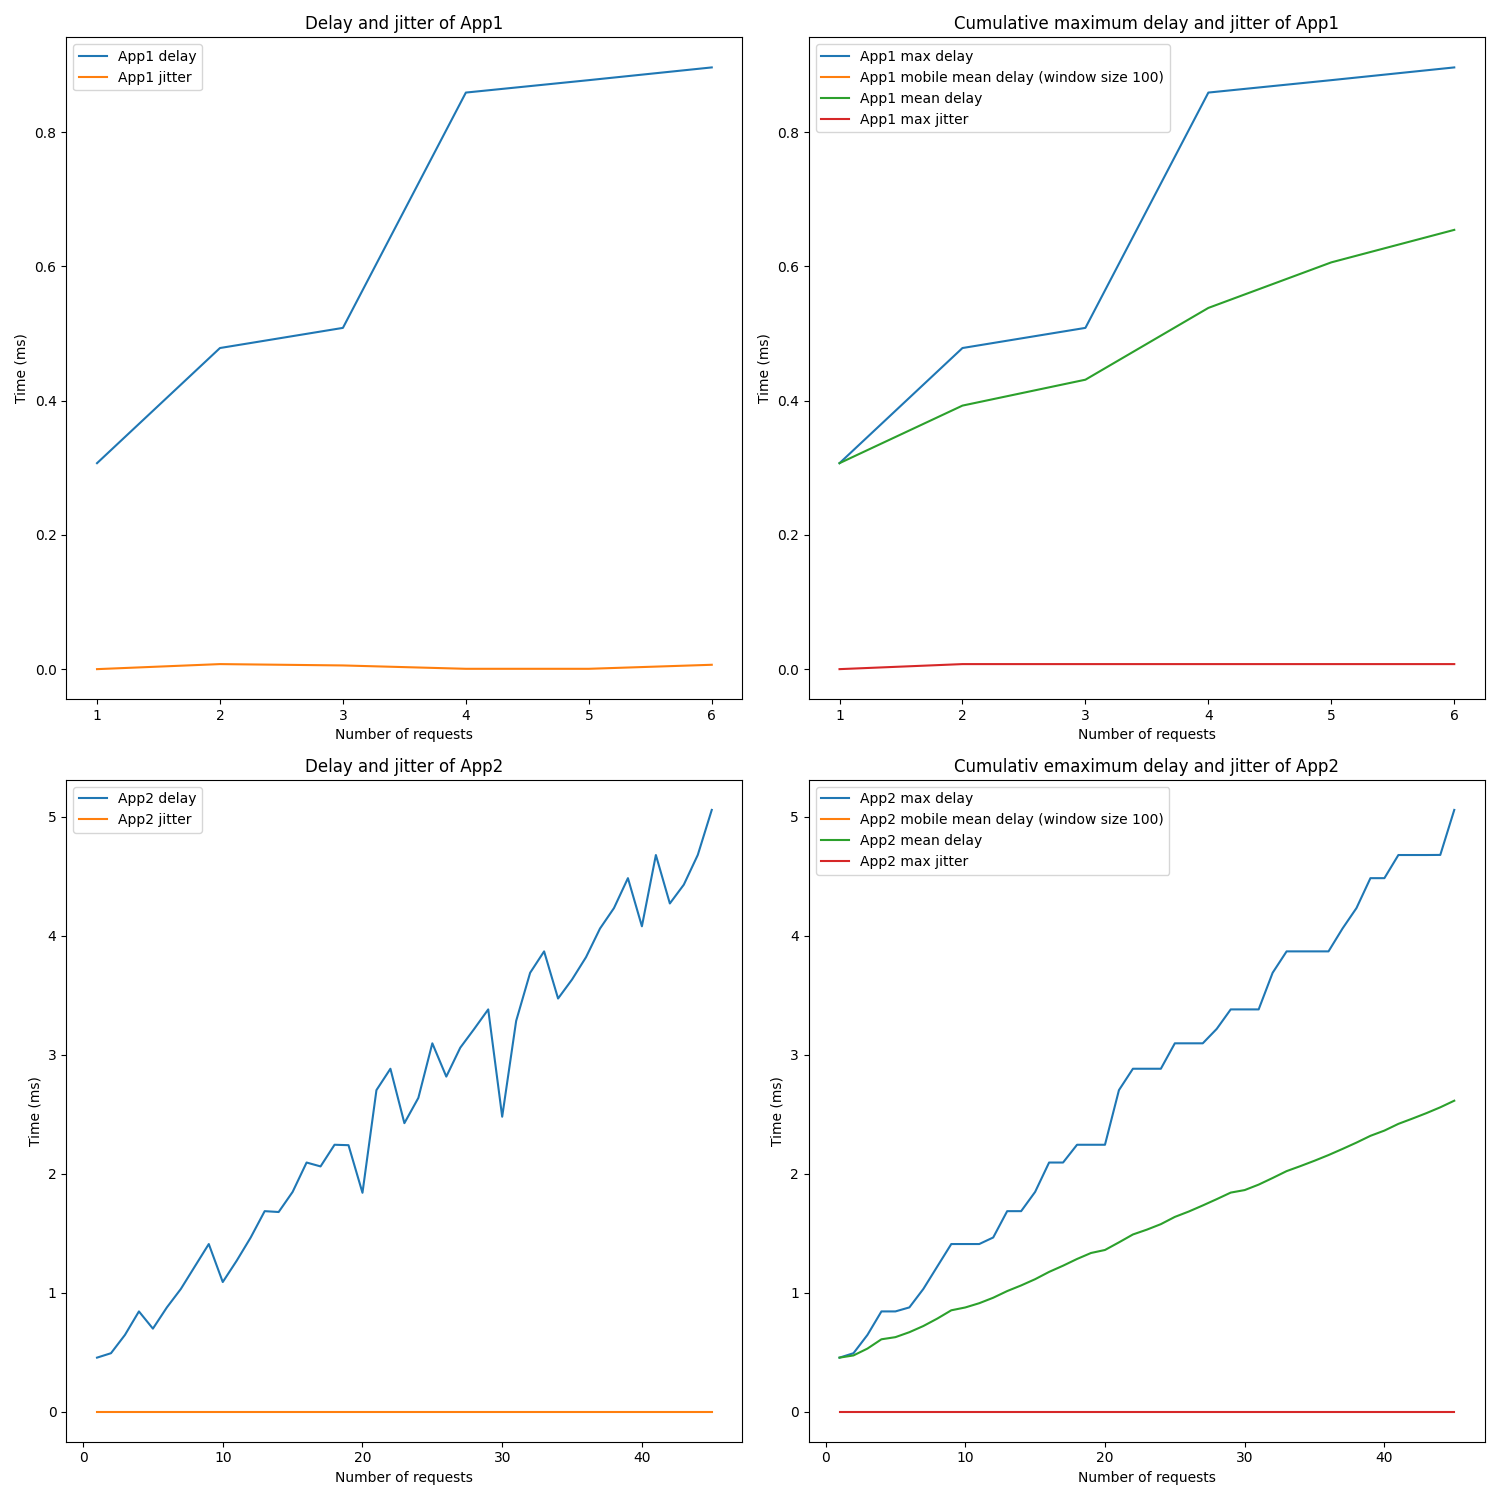 Delay and jitter of App1
App1 delay
App1 jitter
Time (ms)
0.8
0.6
0.4
0.2
0.0
1 2 3 4 5 6
Number of requests
Cumulative maximum delay and jitter of App1
App1 max delay
App1 mobile mean delay (window size 100)
App1 mean delay
App1 max jitter
Time (ms)
0.8
0.6
0.4
0.2
0.0
1 2 3 4 5 6
Number of requests
Delay and jitter of App2
App2 delay
App2 jitter
Time (ms)
5
4
3
2
1
0
0 10 20 30 40
Number of requests
Cumulativ emaximum delay and jitter of App2
App2 max delay
App2 mobile mean delay (window size 100)
App2 mean delay
App2 max jitter
Time (ms)
5
4
3
2
1
0
0 10 20 30 40
Number of requests